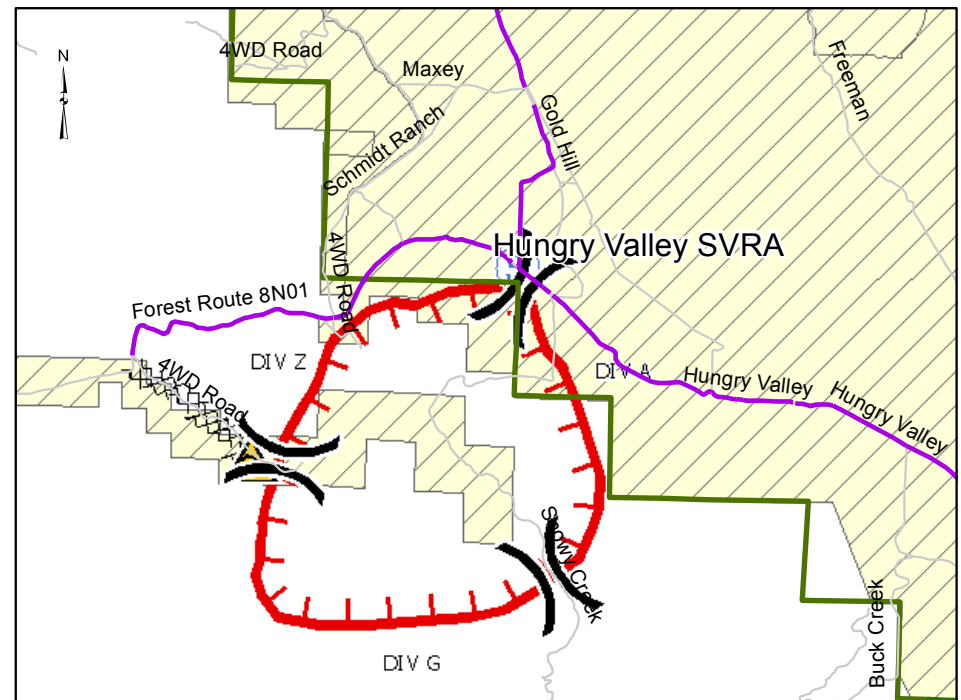 4WD Road
N
Maxey
Freeman
Gold Hill
Schmidt Ranch
Hungry Valley SVRA
4WD Road
Forest Route 8N01
DIV Z
4WD Road
DIV A
Hungry Valley
Hungry Valley
Snowy Creek
Buck Creek
DIV G